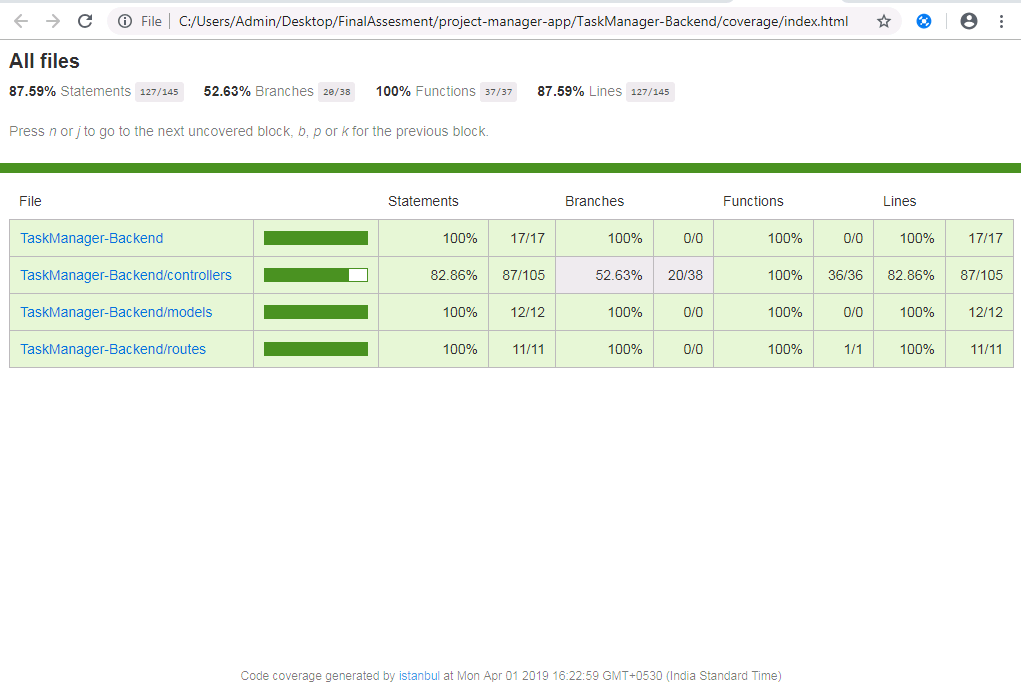 File C:/Users/Admin/Desktop/FinalAssesment/project-manager-app/TaskManager-Backend/coverage/index.html
All files
87.59% Statements 127/145 52.63% Branches 20/38 100% Functions 37/37 87.59% Lines 127/145
Press n or j to go to the next uncovered block, b, p or k for the previous block.
File Statements Branches Functions Lines
TaskManager-Backend 100% 17/17 100% 0/0 100% 0/0 100% 17/17
TaskManager-Backend/controllers 82.86% 87/105 52.63% 20/38 100% 36/36 82.86% 87/105
TaskManager-Backend/models 100% 12/12 100% 0/0 100% 0/0 100% 12/12
TaskManager-Backend/routes 100% 11/11 100% 0/0 100% 1/1 100% 11/11
Code coverage generated by istanbul at Mon Apr 01 2019 16:22:59 GMT+0530 (India Standard Time)